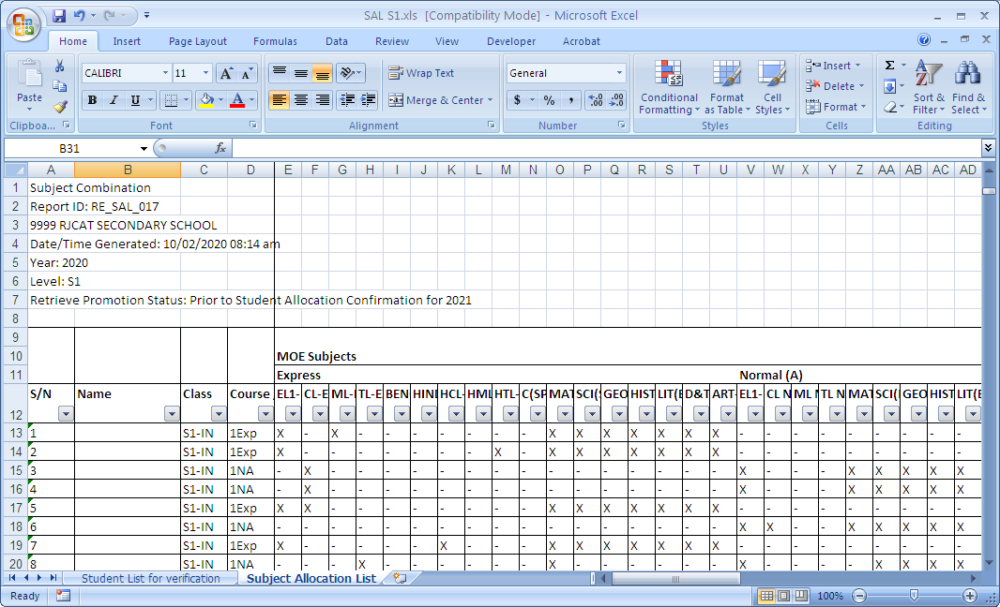 SAL S1.xls [Compatibility Mode] - Microsoft Excel
Home Insert Page Layout Formulas Data Review View Developer Acrobat
Paste CALIBRI 11 A A Wrap Text General Conditional Formatting Format as Table Cell Styles Insert Delete Format Σ Sort & Filter Find & Select
B I U A Merge & Center $ % , .00 .00
Clipboa... Font Alignment Number Styles Cells Editing
B31 fx
A B C D E F G H I J K L M N O P Q R S T U V W X Y Z AA AB AC AD
1 Subject Combination
2 Report ID: RE_SAL_017
3 9999 RJCAT SECONDARY SCHOOL
4 Date/Time Generated: 10/02/2020 08:14 am
5 Year: 2020
6 Level: S1
7 Retrieve Promotion Status: Prior to Student Allocation Confirmation for 2021
8
9
10 MOE Subjects
11 Express Normal (A)
12 S/N Name Class Course EL1- CL-E ML- TL-E BEN HIN HCL- HM HTL- C(SP MAT SCI( GEO HIST LIT(E D&T ART- EL1- CL N ML TL N MAT SCI( GEO HIST LIT(E
13 1 S1-IN 1Exp X - X - - - - - - - X X X X X X X - - - - - - - - -
14 2 S1-IN 1Exp X - - - - - - - X - X X X X X X X - - - - - - - - -
15 3 S1-IN 1NA - X - - - - - - - - - - - - - - - X - - - X X X X X
16 4 S1-IN 1NA - X - - - - - - - - - - - - - - - X - - - X X X X X
17 5 S1-IN 1Exp X X - - - - - - - - X X X X X X X - - - - - - - - -
18 6 S1-IN 1NA - - - - - - - - - - - - - - - - - X X - - X X X X X
19 7 S1-IN 1Exp X - - - - - X - - - X X X X X X X - - - - - - - - -
20 8 S1-IN 1NA - - - X - - - - - - X - - - - - - X - - - - X X X X
Student List for verification Subject Allocation List
Ready 100%